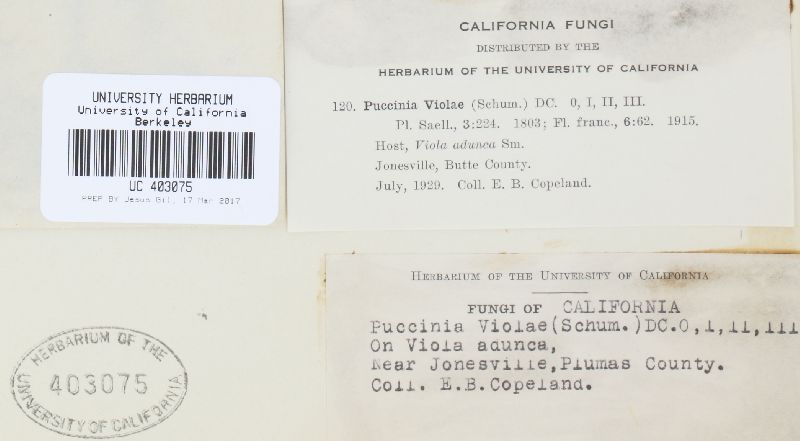 UNIVERSITY HERBARIUM
University of California
Berkeley
UC 403075
PREP BY Jesus Gil, 17 Mar 2017
CALIFORNIA FUNGI
DISTRIBUTED BY THE
HERBARIUM OF THE UNIVERSITY OF CALIFORNIA
120. Puccinia Violae (Schum.) DC. 0, I, II, III.
Pl. Saell., 3:224. 1803; Fl. franc., 6:62. 1915.
Host, Viola adunca Sm.
Jonesville, Butte County.
July, 1929. Coll. E. B. Copeland.
HERBARIUM OF THE UNIVERSITY OF CALIFORNIA
FUNGI OF CALIFORNIA
Puccinia Violae(Schum.)DC.O,I,II,III
On Viola adunca,
Near Jonesville,Plumas County.
Coll. E.B.Copeland.
HERBARIUM OF THE
403075
UNIVERSITY OF CALIFORNIA